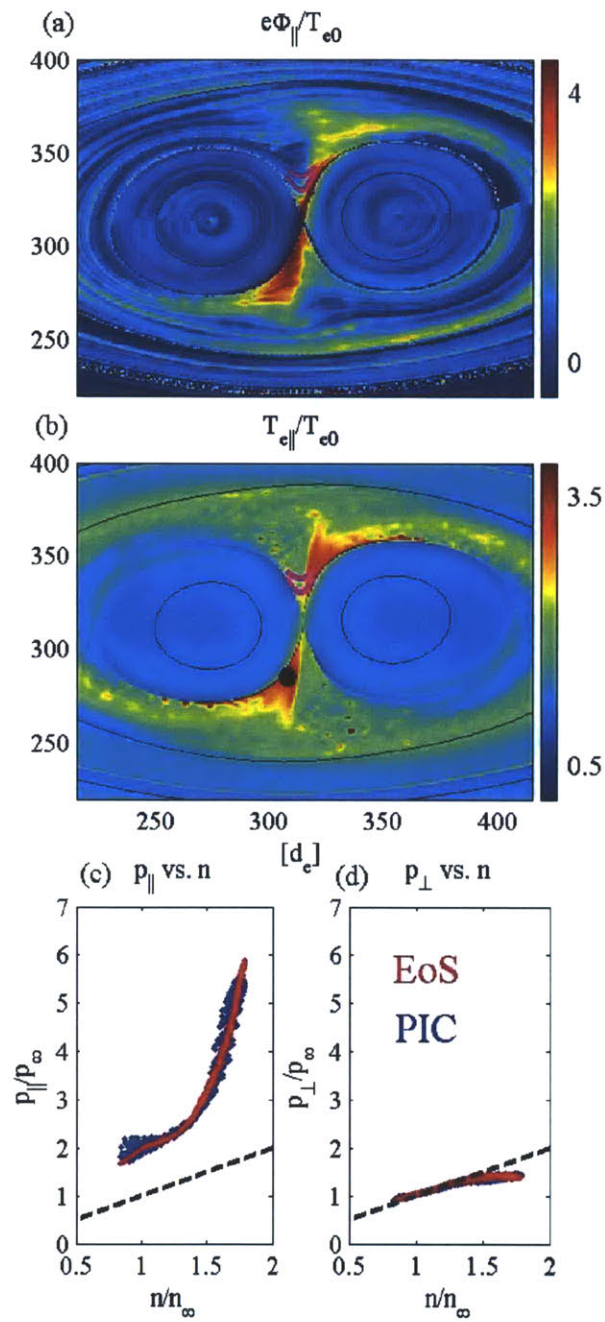 (a) eΦ∥/Te0
400
350
300
250
4
0
(b) Te∥/Te0
400
350
300
250
3.5
0.5
250 300 350 400
[de]
(c) p∥ vs. n (d) p⊥ vs. n
7
6
5
4
3
2
1
0
p∥/p∞
0.5 1 1.5 2
n/n∞
7
6
5
4
3
2
1
0
p⊥/p∞
EoS
PIC
0.5 1 1.5 2
n/n∞